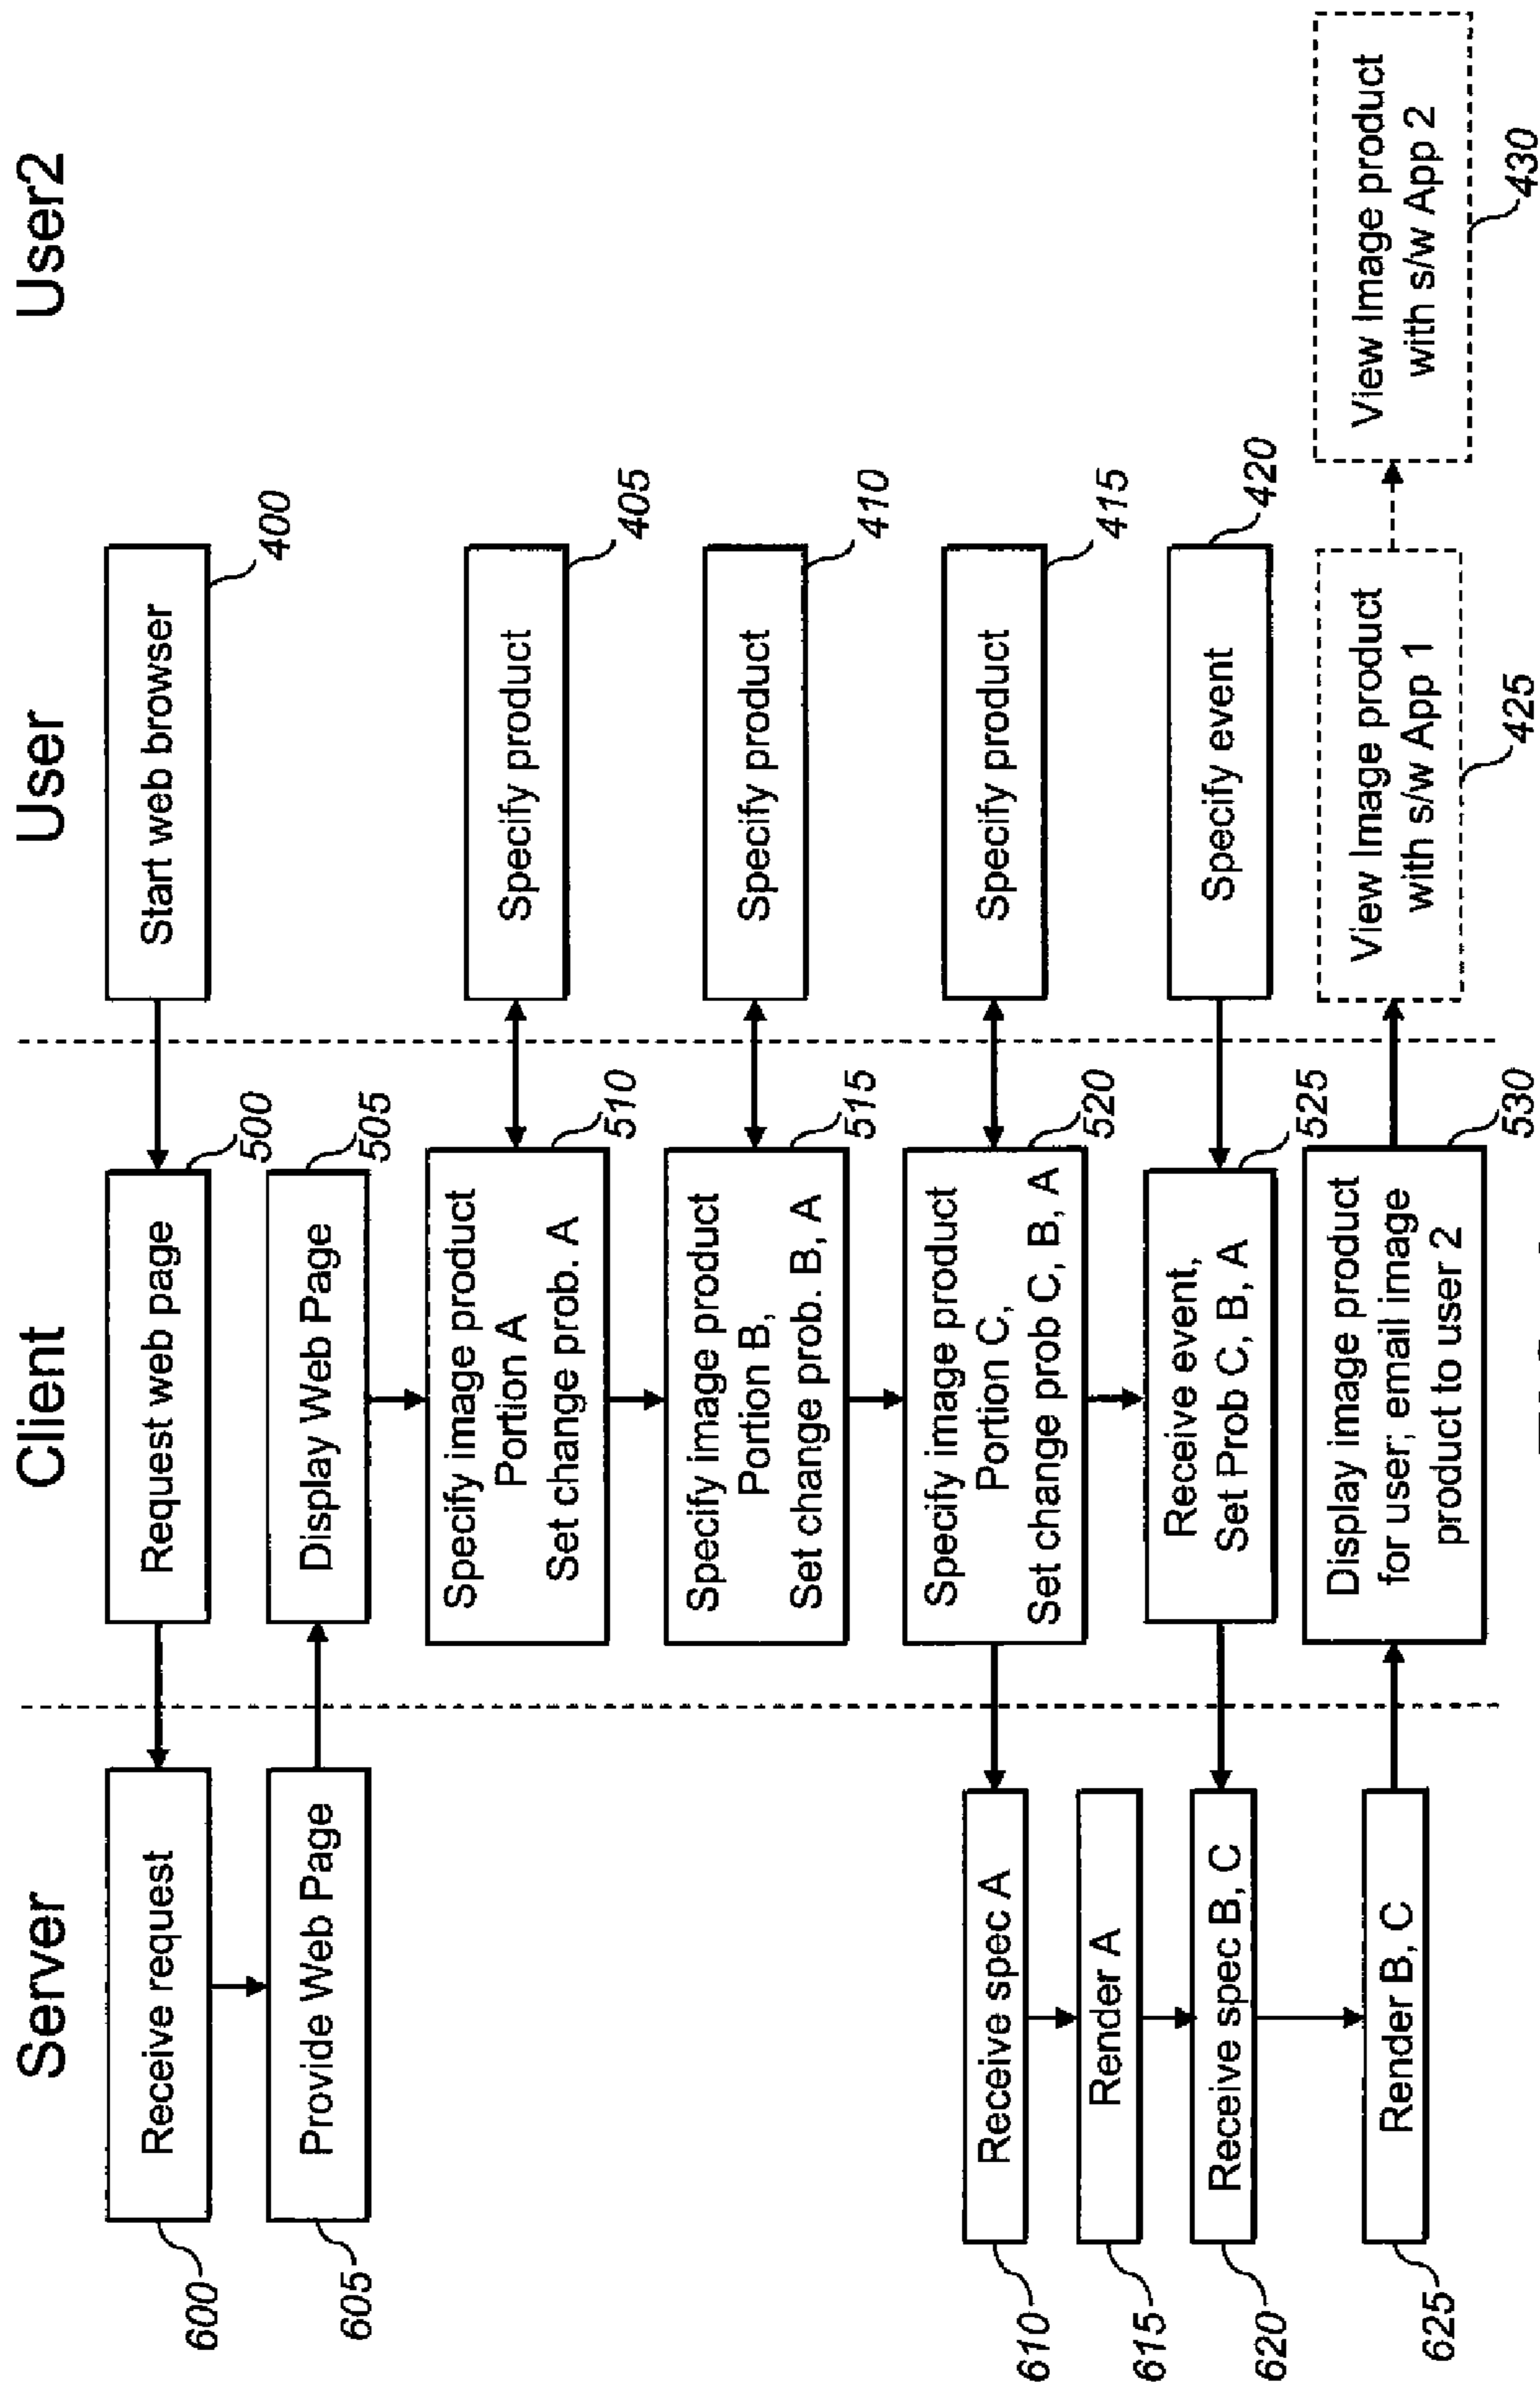 Server
Client
User
User2
Receive request
600
Request web page
500
Start web browser
400
Provide Web Page
605
Display Web Page
505
Specify image product
Portion A
Set change prob. A
510
Specify product
405
Specify image product
Portion B,
Set change prob. B, A
515
Specify product
410
Receive spec A
610
Specify image product
Portion C,
Set change prob C, B, A
520
Specify product
415
Render A
615
Receive spec B, C
620
Receive event,
Set Prob C, B, A
525
Specify event
420
Render B, C
625
Display image product
for user; email image
product to user 2
530
View Image product
with s/w App 1
425
View Image product
with s/w App 2
430